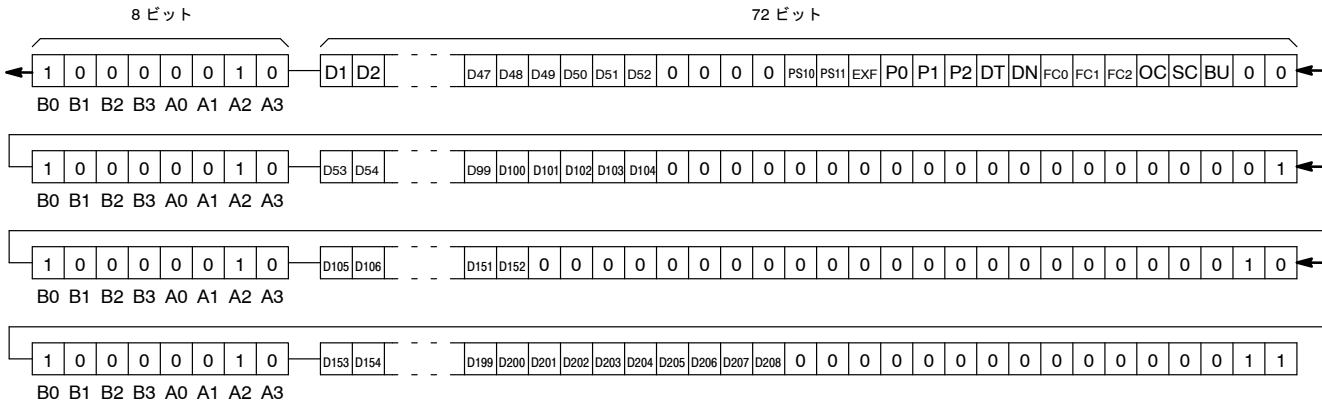 8 ビット 72 ビット
1 0 0 0 0 0 1 0 D1 D2 D47 D48 D49 D50 D51 D52 0 0 0 0 PS10 PS11 EXF P0 P1 P2 DT DN FC0 FC1 FC2 OC SC BU 0 0
B0 B1 B2 B3 A0 A1 A2 A3
1 0 0 0 0 0 1 0 D53 D54 D99 D100 D101 D102 D103 D104 0 0 0 0 0 0 0 0 0 0 0 0 0 0 0 0 0 0 0 1
B0 B1 B2 B3 A0 A1 A2 A3
1 0 0 0 0 0 1 0 D105 D106 D151 D152 0 0 0 0 0 0 0 0 0 0 0 0 0 0 0 0 0 0 0 0 0 0 1 0
B0 B1 B2 B3 A0 A1 A2 A3
1 0 0 0 0 0 1 0 D153 D154 D199 D200 D201 D202 D203 D204 D205 D206 D207 D208 0 0 0 0 0 0 0 0 0 0 0 0 0 0 1 1
B0 B1 B2 B3 A0 A1 A2 A3